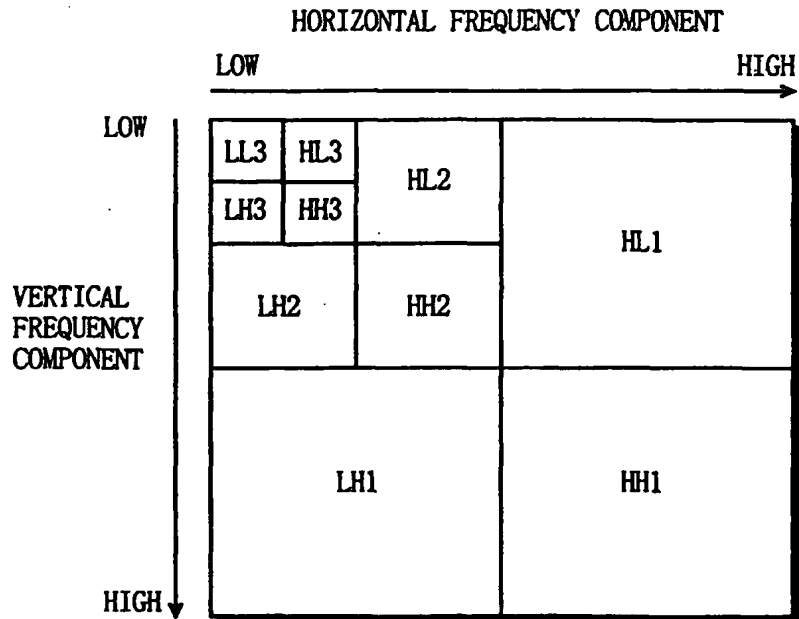 HORIZONTAL FREQUENCY COMPONENT
LOW HIGH
LOW
LL3 HL3
HL2
LH3 HH3
HL1
VERTICAL
FREQUENCY
COMPONENT
LH2 HH2
LH1 HH1
HIGH